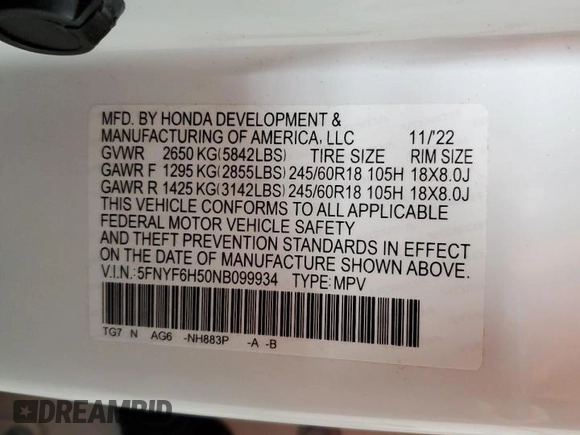 MFD. BY HONDA DEVELOPMENT &
MANUFACTURING OF AMERICA, LLC 11/'22
GVWR 2650 KG(5842LBS) TIRE SIZE RIM SIZE
GAWR F 1295 KG(2855LBS) 245/60R18 105H 18X8.0J
GAWR R 1425 KG(3142LBS) 245/60R18 105H 18X8.0J
THIS VEHICLE CONFORMS TO ALL APPLICABLE
FEDERAL MOTOR VEHICLE SAFETY
AND THEFT PREVENTION STANDARDS IN EFFECT
ON THE DATE OF MANUFACTURE SHOWN ABOVE.
V.I.N.:5FNYF6H50NB099934 TYPE:MPV
TG7 N AG6 -NH883P -A -B
DREAMBID